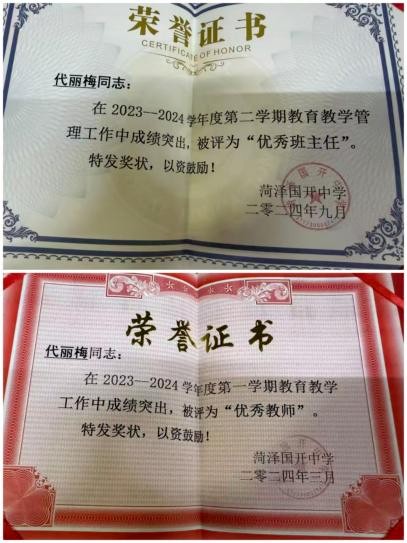 荣誉证书
CERTIFICATE OF HONOR
代丽梅同志：
在 2023—2024 学年度第二学期教育教学管
理工作中成绩突出，被评为“优秀班主任”。
特发奖状，以资鼓励！
菏泽国开中学
二零二四年九月
荣誉证书
代丽梅同志：
在 2023—2024 学年度第一学期教育教学
工作中成绩突出，被评为“优秀教师”。
特发奖状，以资鼓励！
菏泽国开中学
二零二四年三月